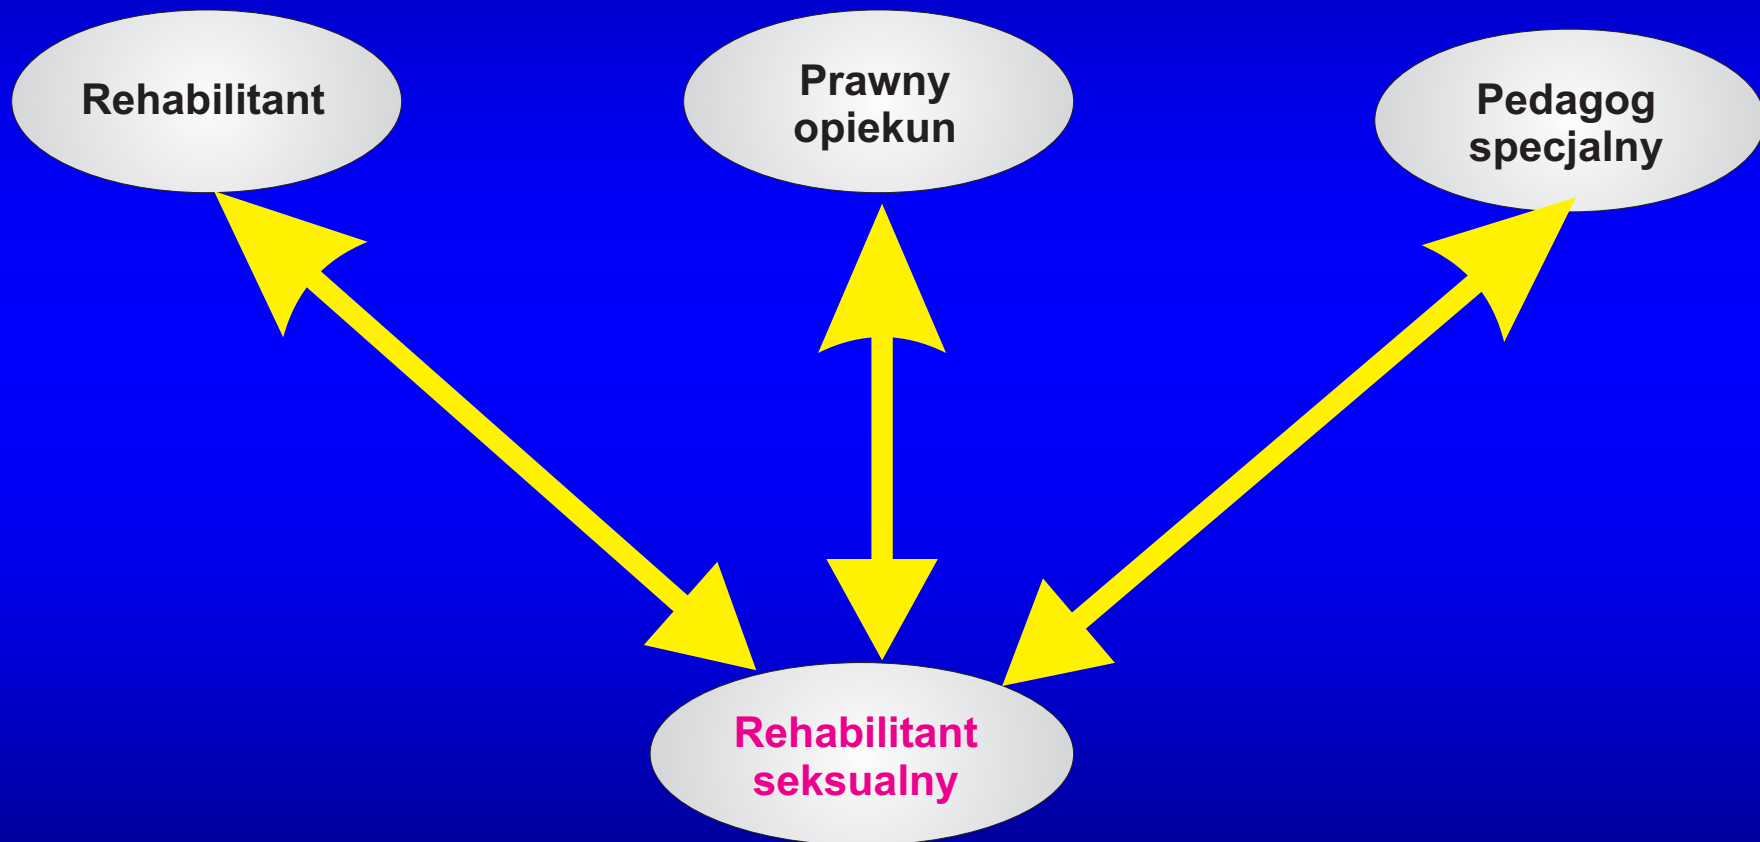 Rehabilitant
Prawny
opiekun
Pedagog
specjalny
Rehabilitant
seksualny